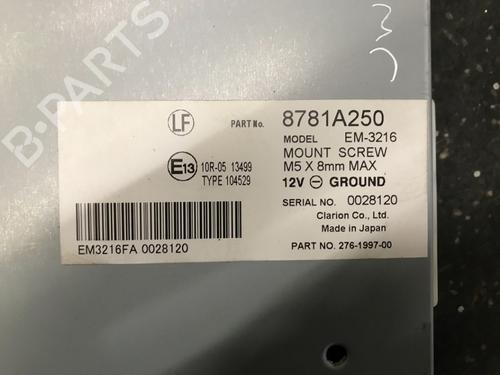 B-PARTS
LF
PART No. 8781A250
MODEL EM-3216
MOUNT SCREW
M5 X 8mm MAX
12V ⊖ GROUND
E13 10R-05 13499
TYPE 104529
SERIAL NO. 0028120
Clarion Co., Ltd.
Made in Japan
EM3216FA 0028120
PART NO. 276-1997-00